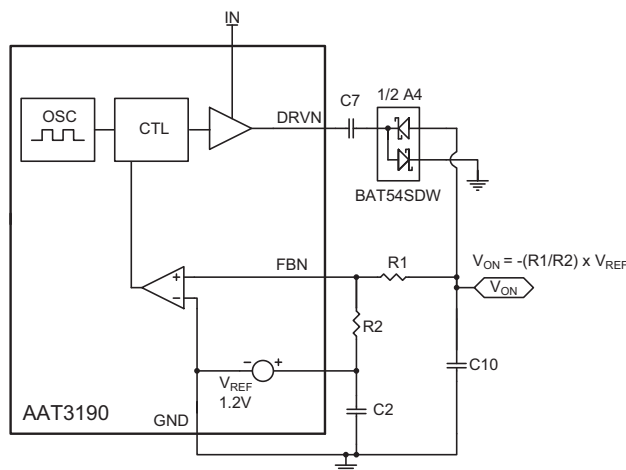 IN
OSC
CTL
DRVN
C7
1/2 A4
BAT54SDW
+
−
FBN
R1
V_ON = -(R1/R2) x V_REF
V_ON
R2
−
+
V_REF
1.2V
C10
C2
AAT3190
GND